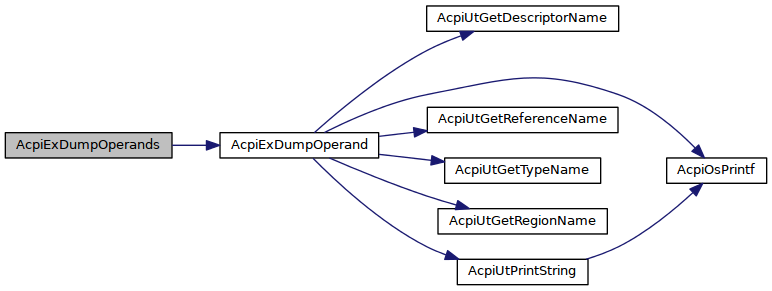 AcpiUtGetDescriptorName
AcpiUtGetReferenceName
AcpiExDumpOperands
AcpiExDumpOperand
AcpiUtGetTypeName
AcpiOsPrintf
AcpiUtGetRegionName
AcpiUtPrintString